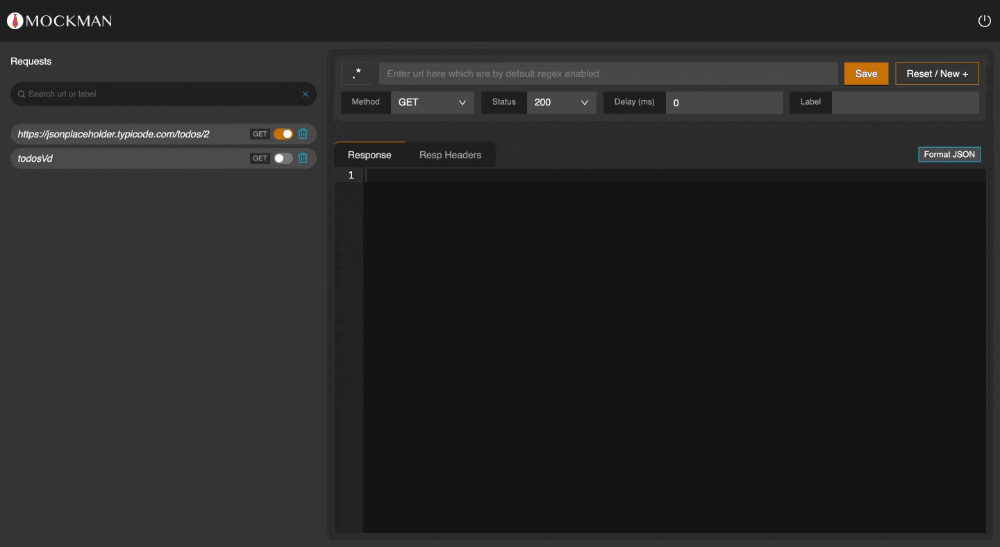 MOCKMAN
Requests
Search url or label
https://jsonplaceholder.typicode.com/todos/2 GET
todosVd GET
.* Enter url here which are by default regex enabled Save Reset / New +
Method GET Status 200 Delay (ms) 0 Label
Response Resp Headers Format JSON
1